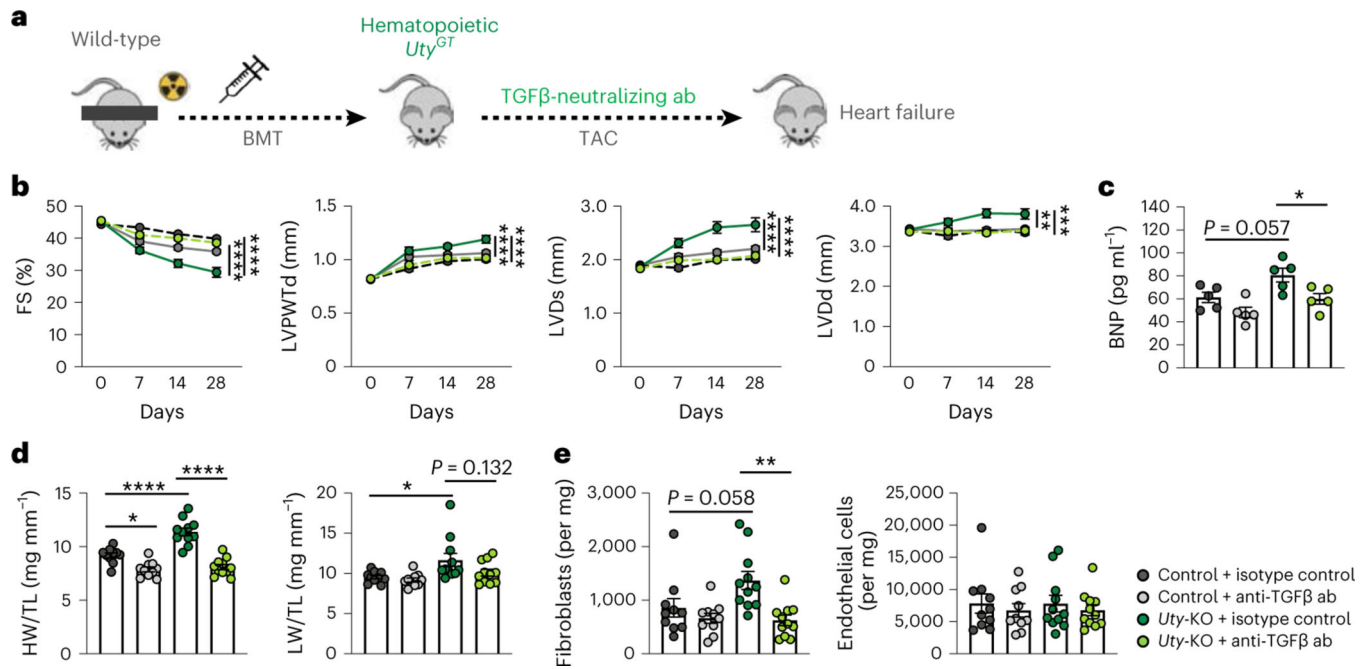 a
Wild-type
BMT
Hematopoietic
Uty^GT
TGFβ-neutralizing ab
TAC
Heart failure
b
FS (%)
50
40
30
20
10
0
0 7 14 28
Days
****
****
LVPWTd (mm)
1.5
1.0
0.5
0
0 7 14 28
Days
***
****
LVDs (mm)
3.0
2.0
1.0
0
0 7 14 28
Days
****
****
LVDd (mm)
4.0
3.0
2.0
1.0
0.0
0 7 14 28
Days
**
***
c
BNP (pg ml⁻¹)
140
120
100
80
60
40
20
0
P = 0.057
*
d
HW/TL (mg mm⁻¹)
15
10
5
0
****
****
*
LW/TL (mg mm⁻¹)
20
15
10
5
0
P = 0.132
*
e
Fibroblasts (per mg)
3,000
2,000
1,000
0
**
P = 0.058
Endothelial cells
(per mg)
25,000
20,000
15,000
10,000
5,000
0
Control + isotype control
Control + anti-TGFβ ab
Uty-KO + isotype control
Uty-KO + anti-TGFβ ab